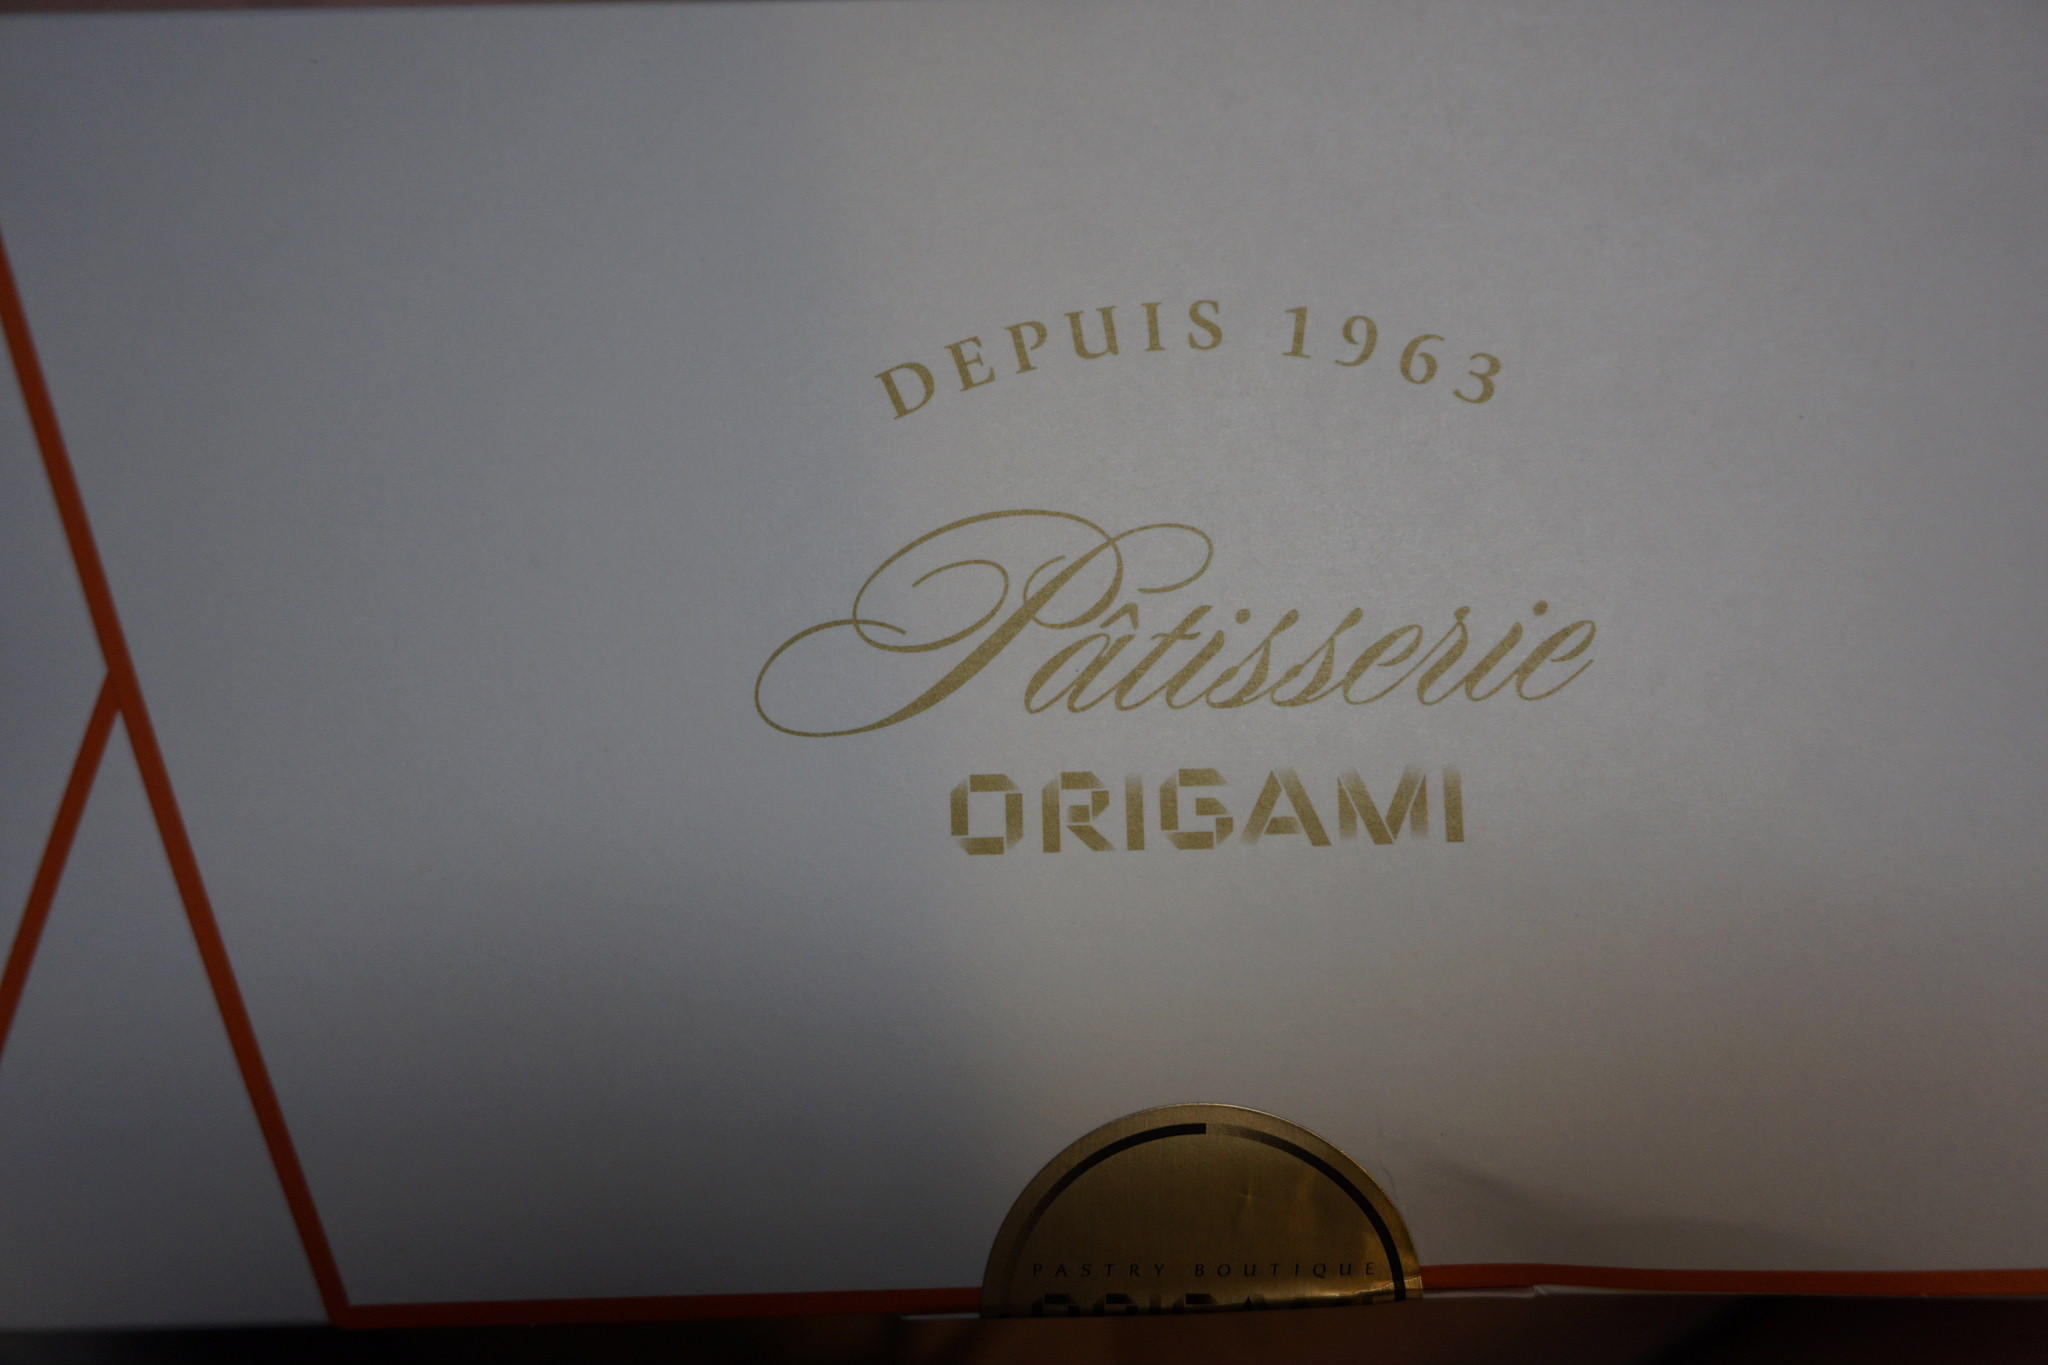 DEPUIS 1963
Pâtisserie
ORIGAMI
PASTRY BOUTIQUE